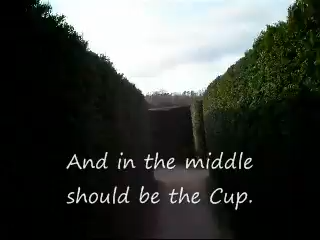 And in the middle
should be the Cup.